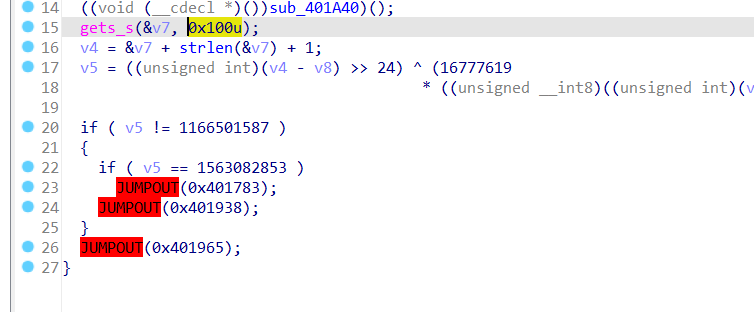 14 ((void (__cdecl *)())sub_401A40)();
15 gets_s(&v7, 0x100u);
16 v4 = &v7 + strlen(&v7) + 1;
17 v5 = ((unsigned int)(v4 - v8) >> 24) ^ (16777619
18 * ((unsigned __int8)((unsigned int)(v
19
20 if ( v5 != 1166501587 )
21 {
22 if ( v5 == 1563082853 )
23 JUMPOUT(0x401783);
24 JUMPOUT(0x401938);
25 }
26 JUMPOUT(0x401965);
27 }